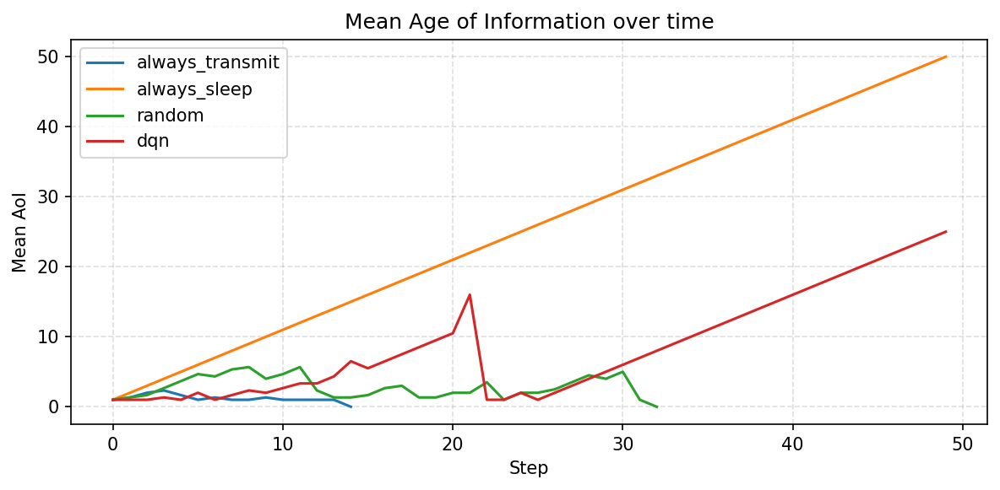 Mean Age of Information over time
50
40
30
20
10
0
Mean AoI
always_transmit
always_sleep
random
dqn
0 10 20 30 40 50
Step